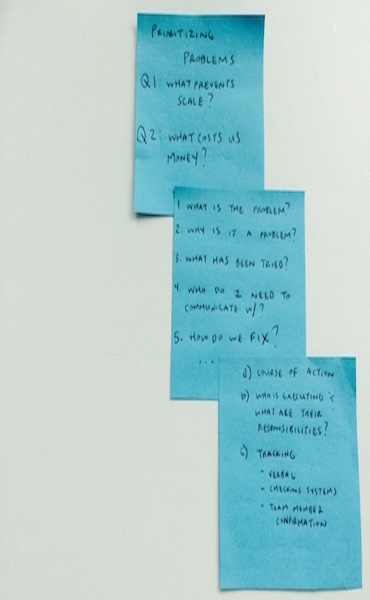 PRIORITIZING
PROBLEMS
Q1: WHAT PREVENTS
SCALE?
Q2: WHAT COSTS US
MONEY?
1. WHAT IS THE PROBLEM?
2. WHY IS IT A PROBLEM?
3. WHAT HAS BEEN TRIED?
4. WHO DO I NEED TO
COMMUNICATE W/?
5. HOW DO WE FIX?
...
a) COURSE OF ACTION
b) WHO IS EXECUTING &
WHAT ARE THEIR
RESPONSIBILITIES?
c) TRACKING
- VERBAL
- CHECKING SYSTEMS
- TEAM MEMBER
CONFIRMATION